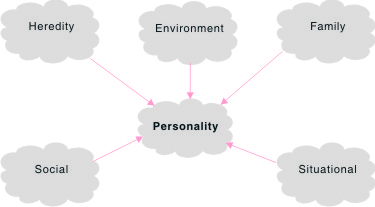 Heredity
Environment
Family
Personality
Social
Situational